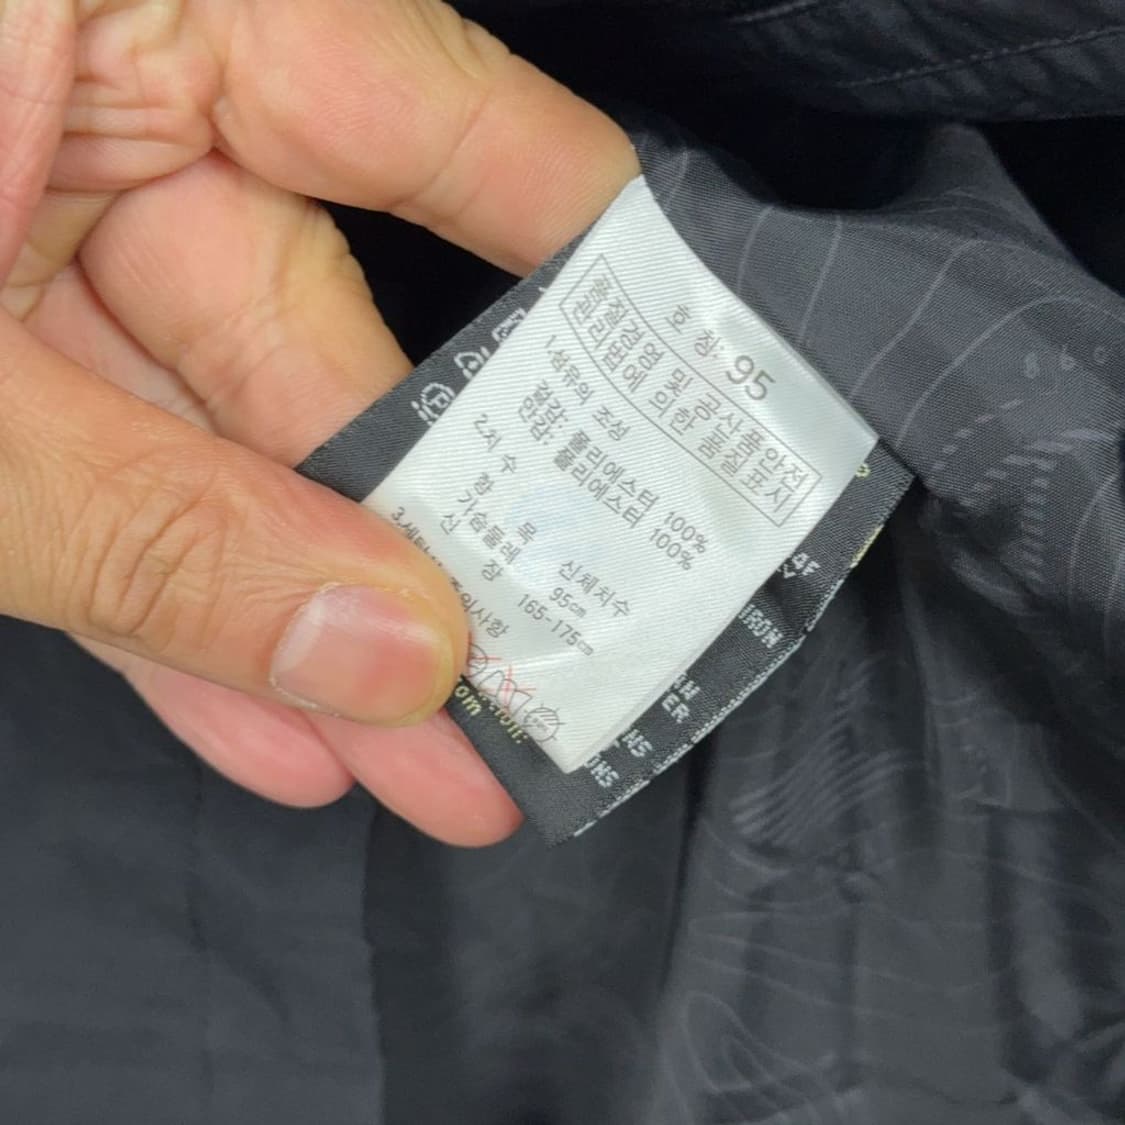 호 칭: 95
품질경영 및 공산품안전
관리법에 의한 품질표시
1.섬유의 조성
겉감: 폴리에스터 100%
안감: 폴리에스터 100%
2.치 수
항 목 신체치수
가슴둘레 95cm
신 장 165-175cm
3.세탁 주의사항
IRON